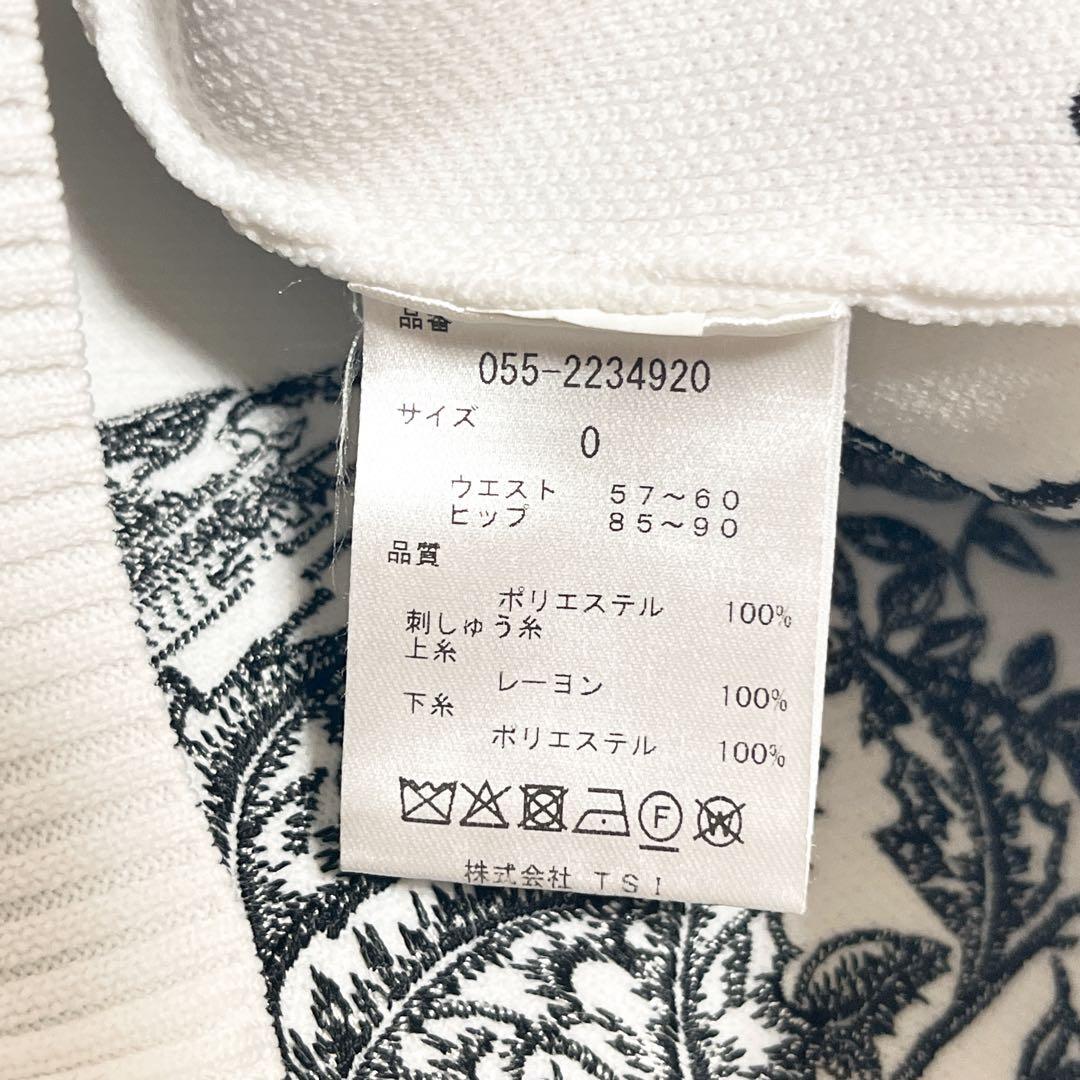 品番
055-2234920
サイズ
0
ウエスト 57～60
ヒップ 85～90
品質
ポリエステル 100%
刺しゅう糸
上糸
レーヨン 100%
下糸
ポリエステル 100%
F W
株式会社 TSI